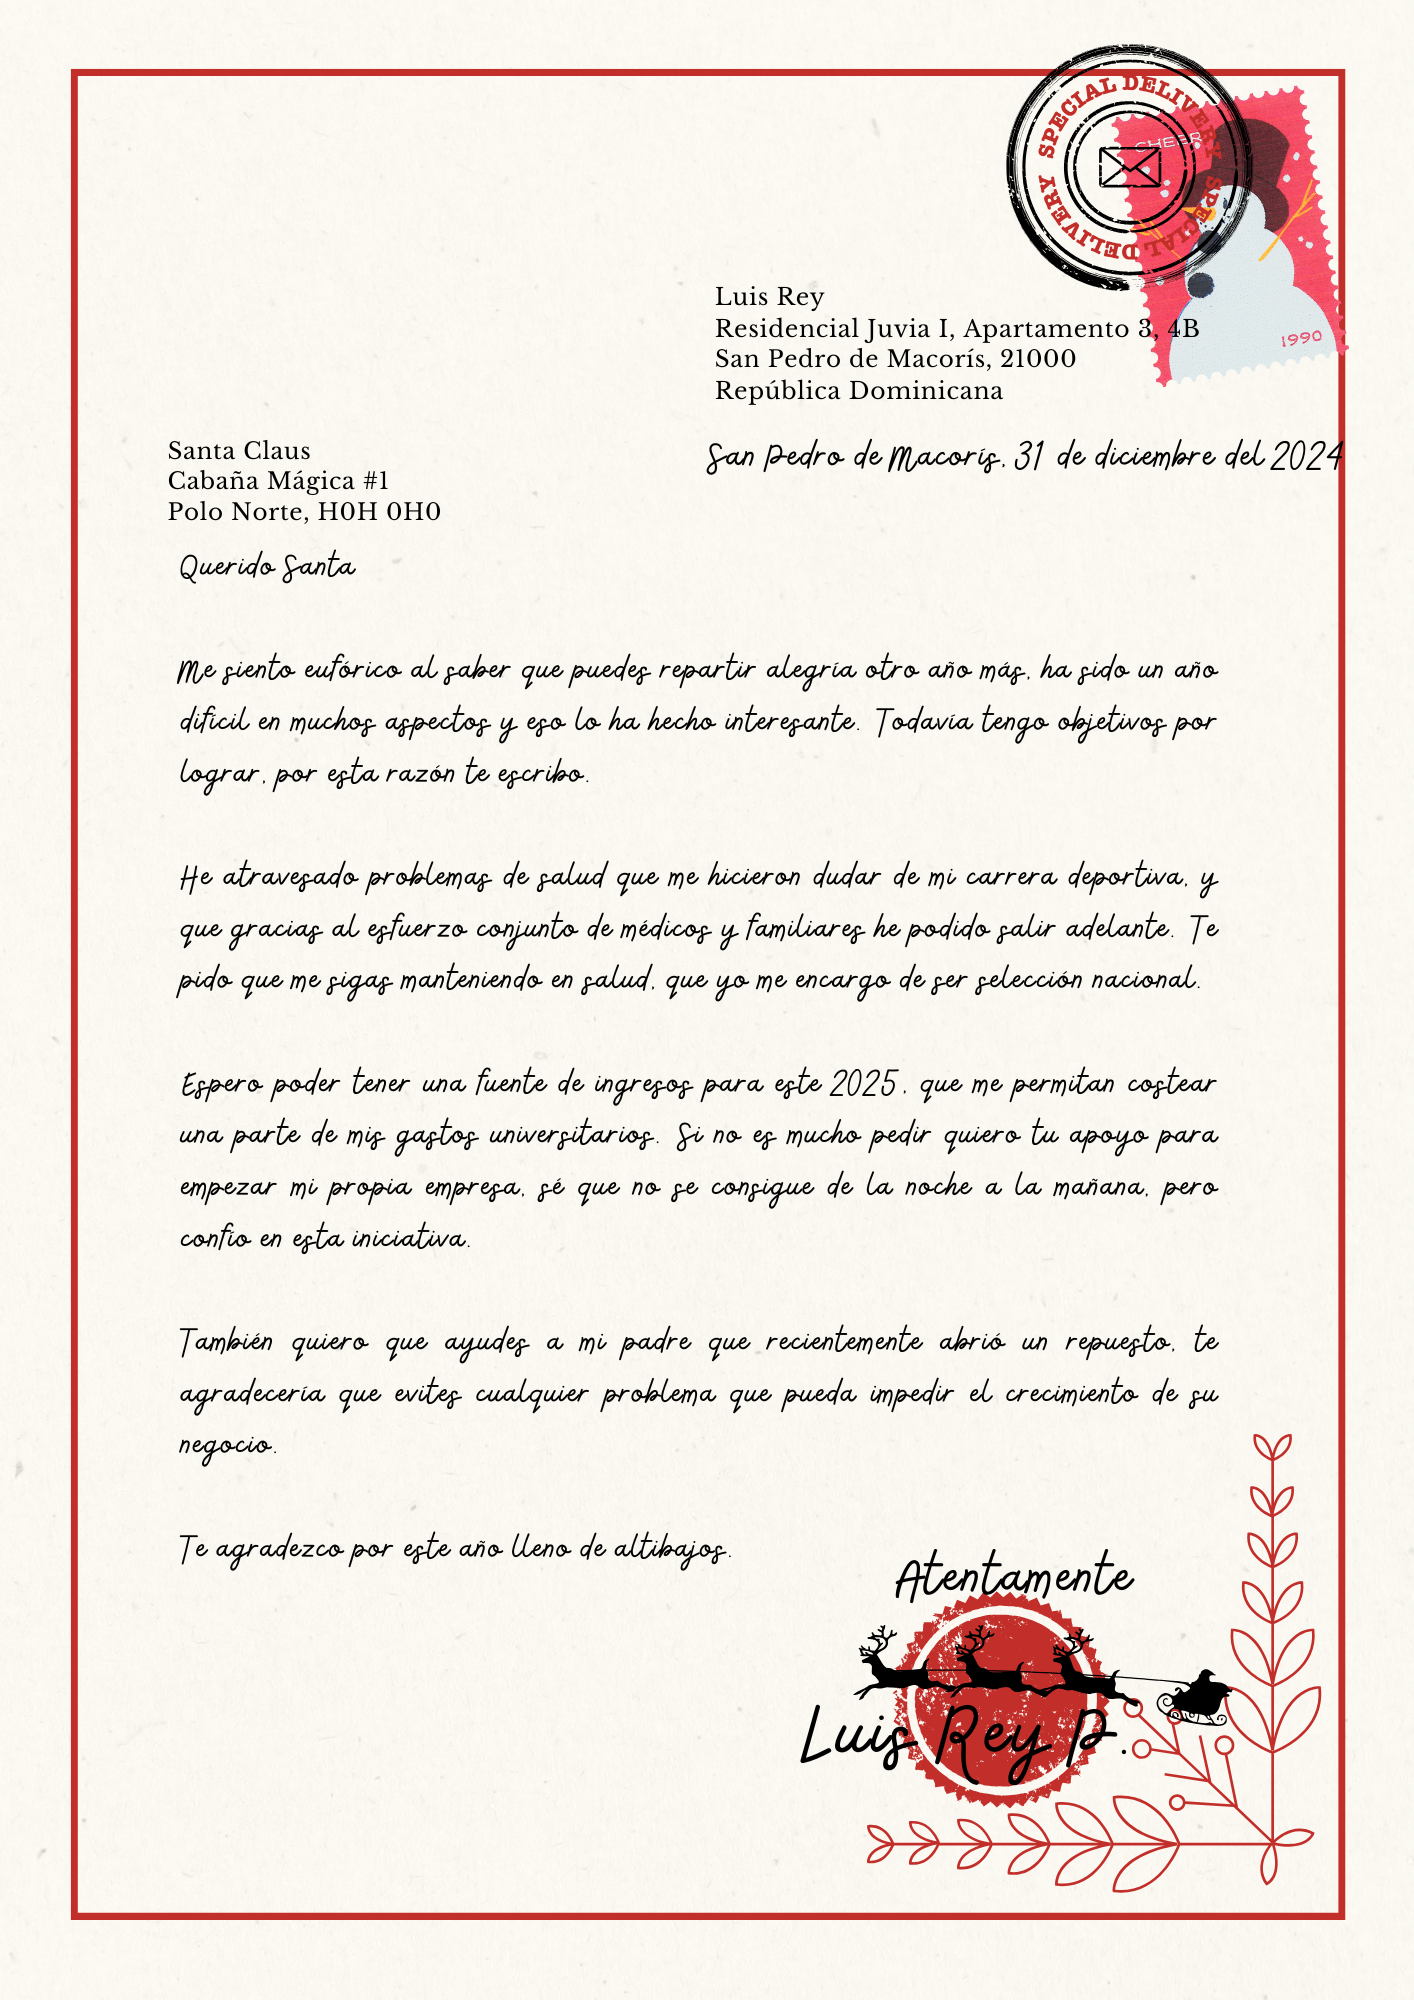 SPECIAL DELIVERY SPECIAL DELIVERY
CHEER
1990
Luis Rey
Residencial Juvia I, Apartamento 3, 4B
San Pedro de Macorís, 21000
República Dominicana
San Pedro de Macorís, 31 de diciembre del 2024
Santa Claus
Cabaña Mágica #1
Polo Norte, H0H 0H0
Querido Santa
Me siento eufórico al saber que puedes repartir alegría otro año más, ha sido un año
difícil en muchos aspectos y eso lo ha hecho interesante. Todavía tengo objetivos por
lograr, por esta razón te escribo.
He atravesado problemas de salud que me hicieron dudar de mi carrera deportiva, y
que gracias al esfuerzo conjunto de médicos y familiares he podido salir adelante. Te
pido que me sigas manteniendo en salud, que yo me encargo de ser selección nacional.
Espero poder tener una fuente de ingresos para este 2025, que me permitan costear
una parte de mis gastos universitarios. Si no es mucho pedir quiero tu apoyo para
empezar mi propia empresa, sé que no se consigue de la noche a la mañana, pero
confío en esta iniciativa.
También quiero que ayudes a mi padre que recientemente abrió un repuesto, te
agradecería que evites cualquier problema que pueda impedir el crecimiento de su
negocio.
Te agradezco por este año lleno de altibajos.
Atentamente
Luis Rey P.